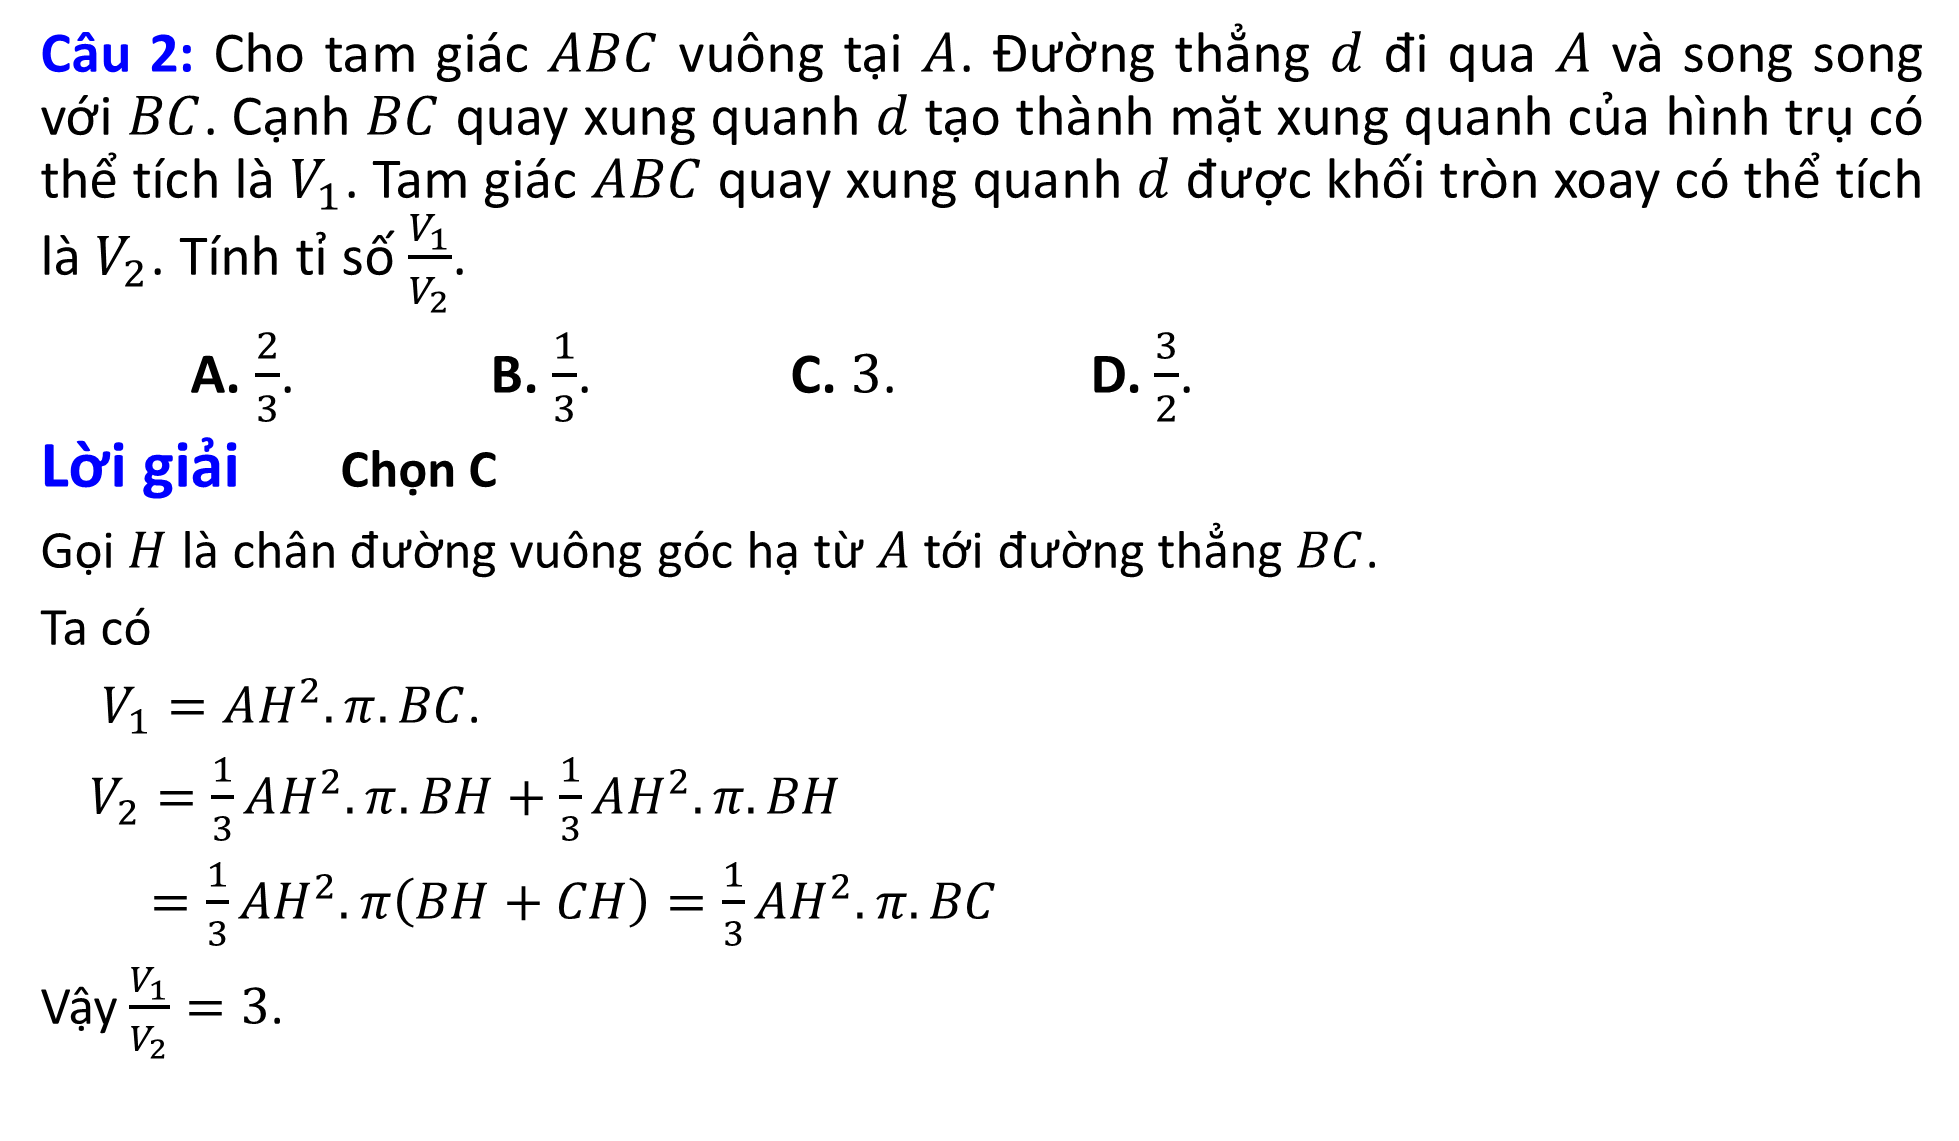 Câu 2: Cho tam giác ABC vuông tại A. Đường thẳng d đi qua A và song song
với BC. Cạnh BC quay xung quanh d tạo thành mặt xung quanh của hình trụ có
thể tích là V₁. Tam giác ABC quay xung quanh d được khối tròn xoay có thể tích
là V₂. Tính tỉ số V₁/V₂.
A. 2/3. B. 1/3. C. 3. D. 3/2.
Lời giải Chọn C
Gọi H là chân đường vuông góc hạ từ A tới đường thẳng BC.
Ta có
V₁ = AH².π.BC.
V₂ = 1/3 AH².π.BH + 1/3 AH².π.BH
= 1/3 AH².π(BH + CH) = 1/3 AH².π.BC
Vậy V₁/V₂ = 3.